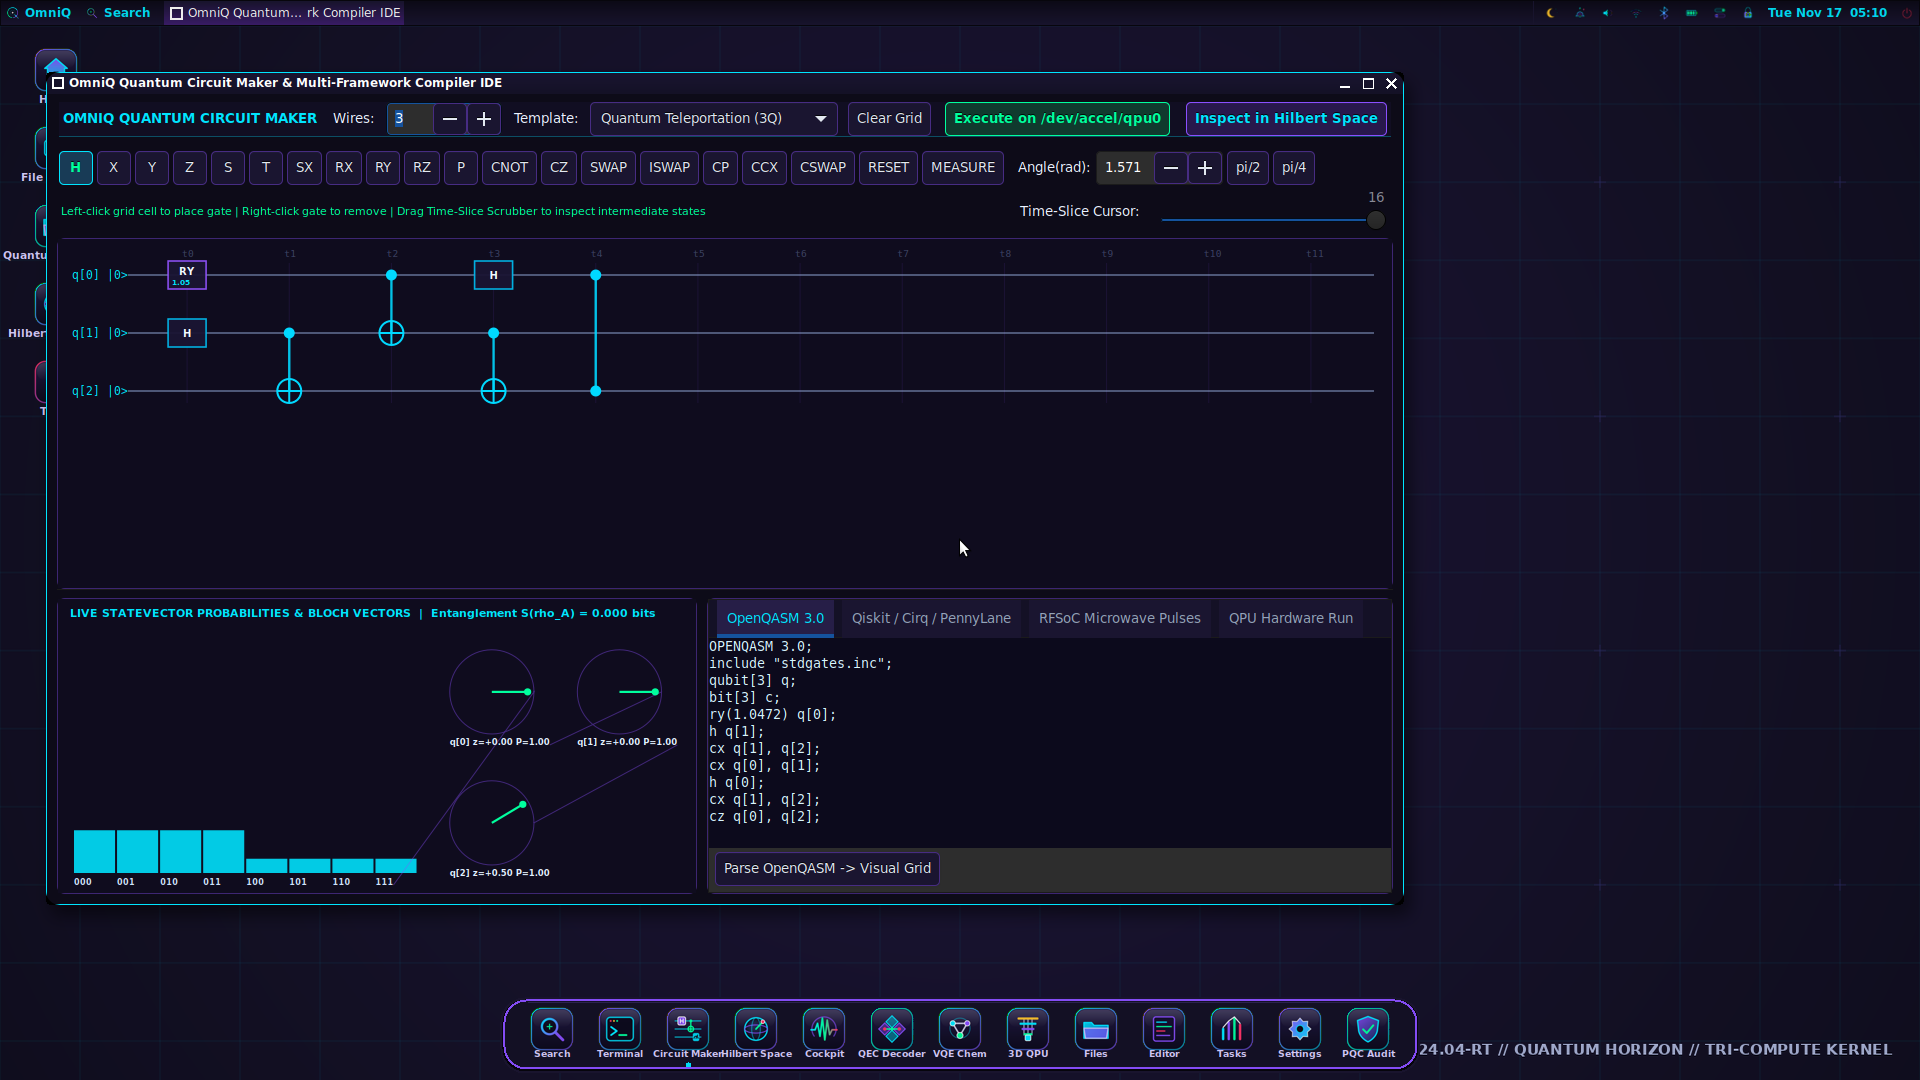 OmniQ Search OmniQ Quantum... rk Compiler IDE Tue Nov 17 05:10
OmniQ Quantum Circuit Maker & Multi-Framework Compiler IDE
OMNIQ QUANTUM CIRCUIT MAKER Wires: 3 Template: Quantum Teleportation (3Q) Clear Grid Execute on /dev/accel/qpu0 Inspect in Hilbert Space
H X Y Z S T SX RX RY RZ P CNOT CZ SWAP ISWAP CP CCX CSWAP RESET MEASURE Angle(rad): 1.571 pi/2 pi/4
Left-click grid cell to place gate | Right-click gate to remove | Drag Time-Slice Scrubber to inspect intermediate states Time-Slice Cursor: 16
t0 t1 t2 t3 t4 t5 t6 t7 t8 t9 t10 t11
q[0] |0> RY 1.05 H
q[1] |0> H
q[2] |0>
File
Quantu
Hilber
LIVE STATEVECTOR PROBABILITIES & BLOCH VECTORS | Entanglement S(rho_A) = 0.000 bits
q[0] z=+0.00 P=1.00 q[1] z=+0.00 P=1.00
q[2] z=+0.50 P=1.00
000 001 010 011 100 101 110 111
OpenQASM 3.0 Qiskit / Cirq / PennyLane RFSoC Microwave Pulses QPU Hardware Run
OPENQASM 3.0;
include "stdgates.inc";
qubit[3] q;
bit[3] c;
ry(1.0472) q[0];
h q[1];
cx q[1], q[2];
cx q[0], q[1];
h q[0];
cx q[1], q[2];
cz q[0], q[2];
Parse OpenQASM -> Visual Grid
Search Terminal Circuit Maker Hilbert Space Cockpit QEC Decoder VQE Chem 3D QPU Files Editor Tasks Settings PQC Audit
24.04-RT // QUANTUM HORIZON // TRI-COMPUTE KERNEL